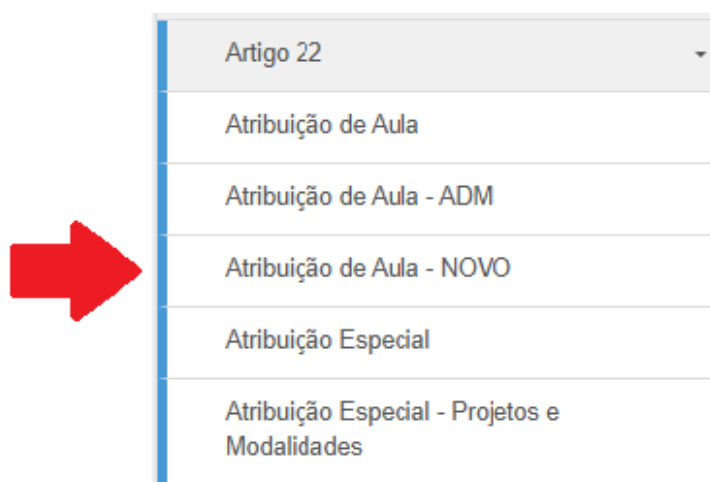 Artigo 22
Atribuição de Aula
Atribuição de Aula - ADM
Atribuição de Aula - NOVO
Atribuição Especial
Atribuição Especial - Projetos e
Modalidades